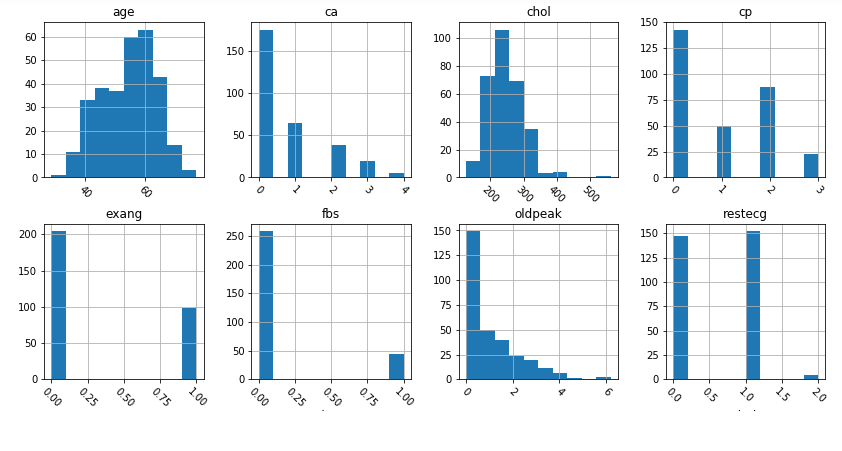 age ca chol cp
60 50 40 30 20 10 0
40 60
150 100 50 0
0 1 2 3 4
100 80 60 40 20 0
200 300 400 500
150 125 100 75 50 25 0
0 1 2 3
exang fbs oldpeak restecg
200 150 100 50 0
0.00 0.25 0.50 0.75 1.00
250 200 150 100 50 0
0.00 0.25 0.50 0.75 1.00
150 125 100 75 50 25 0
0 2 4 6
150 125 100 75 50 25 0
0.0 0.5 1.0 1.5 2.0